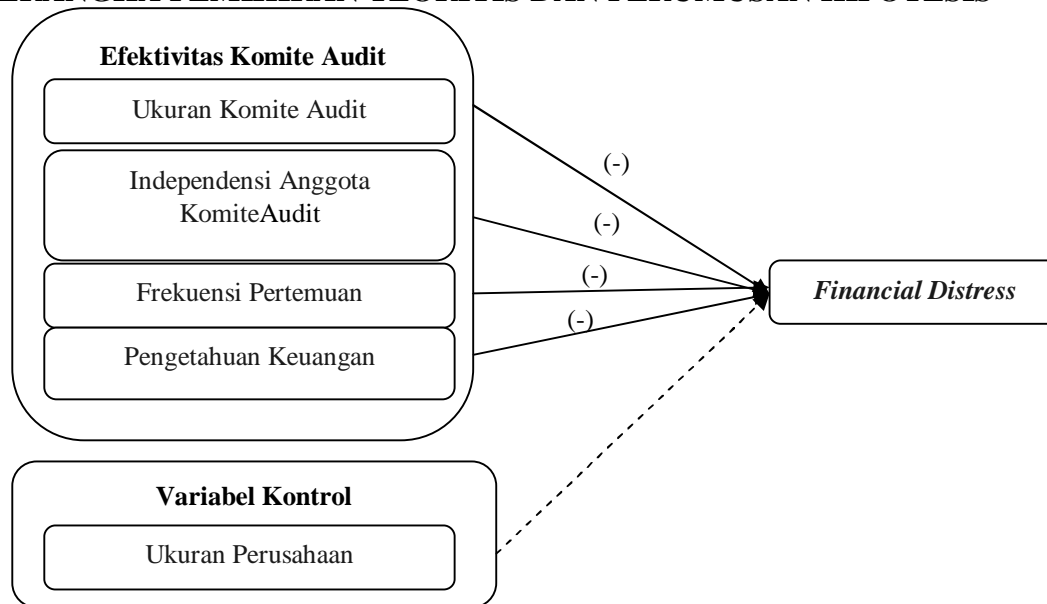 Efektivitas Komite Audit
Ukuran Komite Audit
Independensi Anggota
KomiteAudit
Frekuensi Pertemuan
Pengetahuan Keuangan
(-)
(-)
(-)
(-)
Financial Distress
Variabel Kontrol
Ukuran Perusahaan